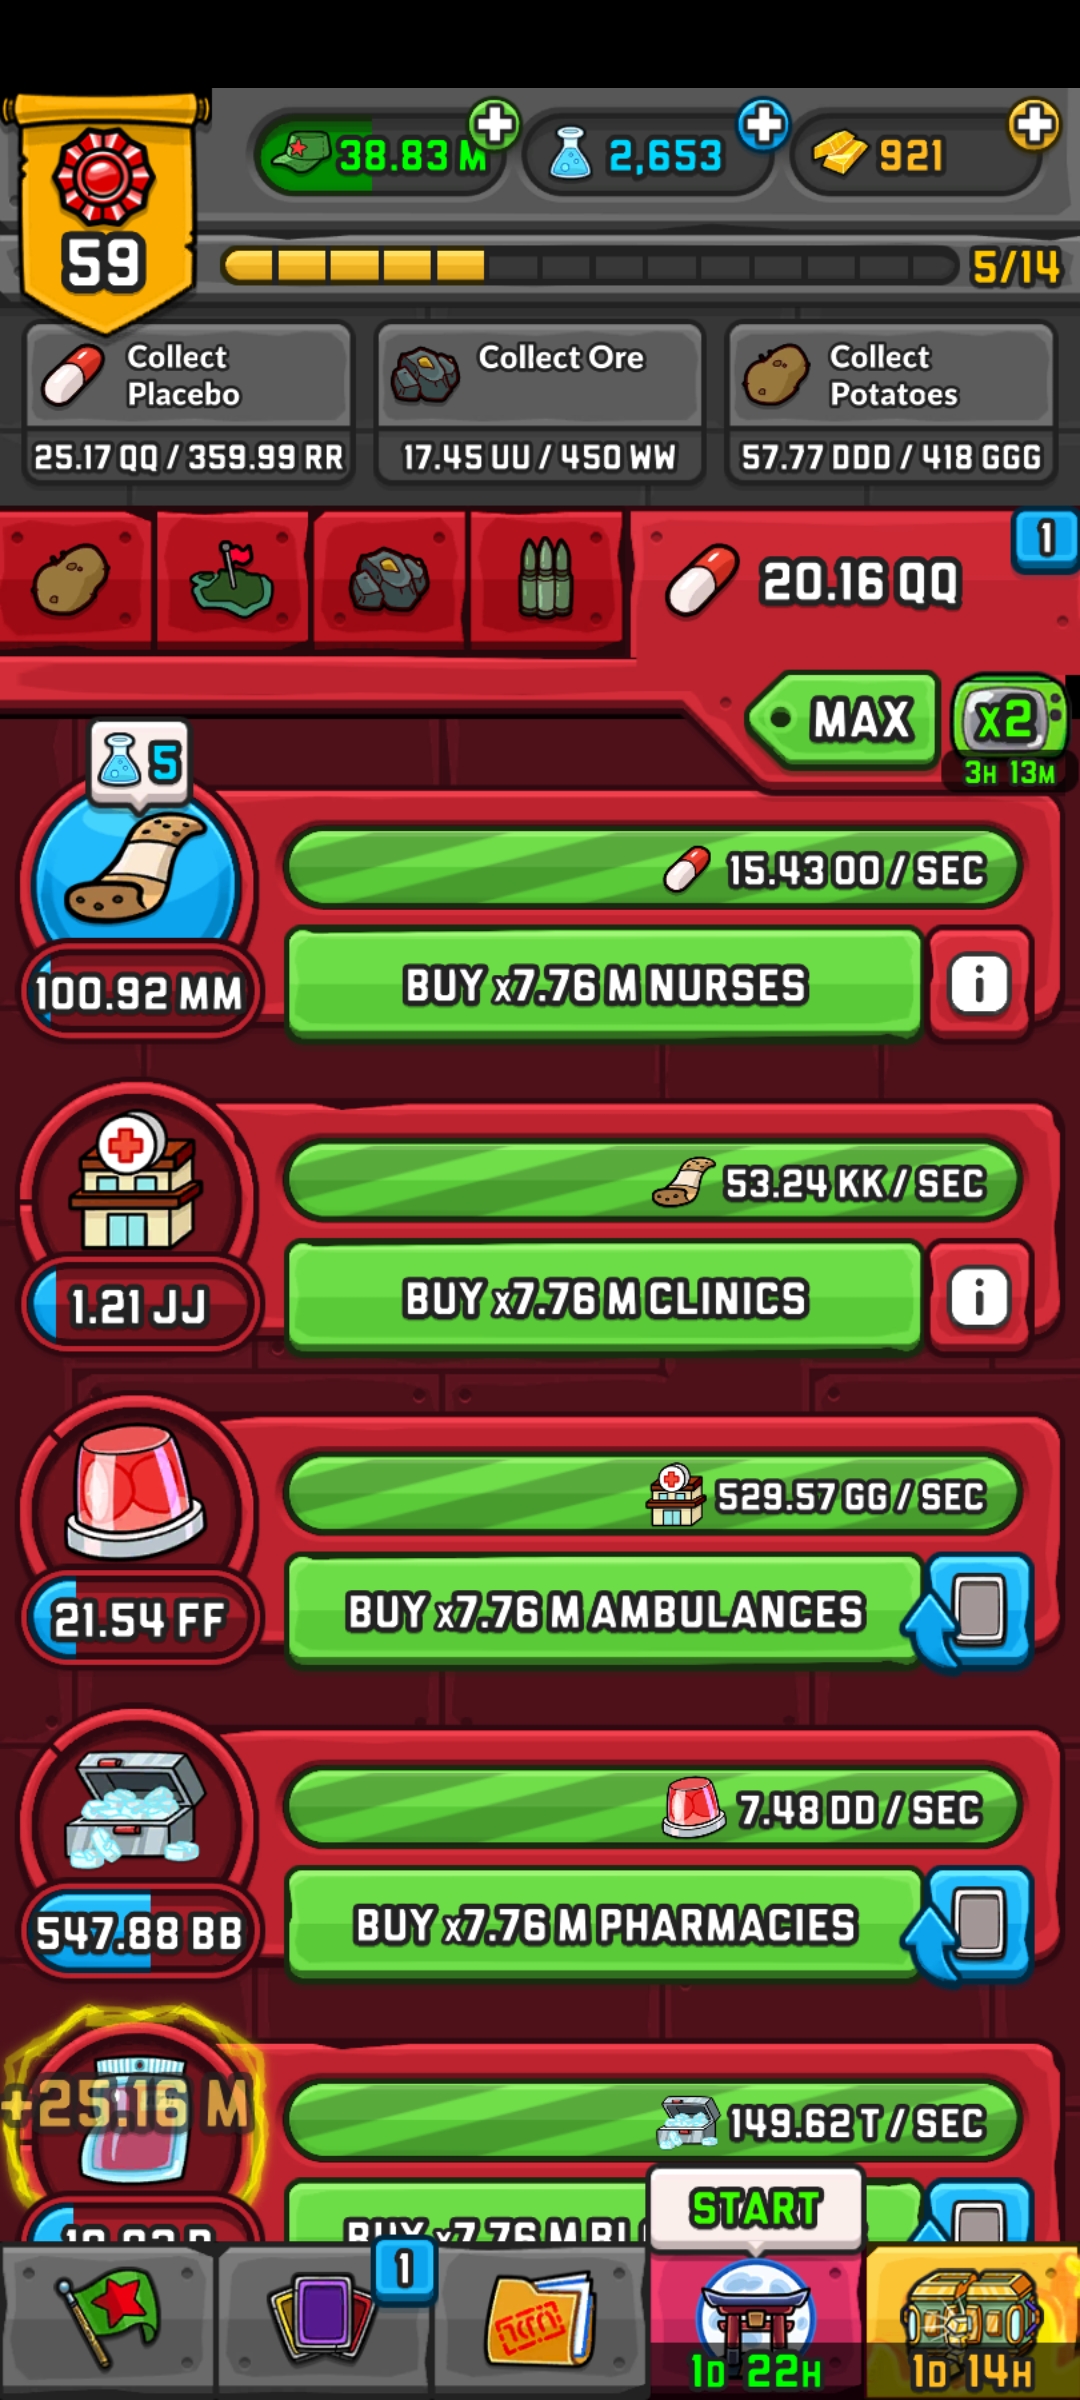 38.83 M
2,653
921
59
5/14
Collect
Placebo
25.17 QQ / 359.99 RR
Collect Ore
17.45 UU / 450 WW
Collect
Potatoes
57.77 DDD / 418 GGG
20.16 QQ
1
MAX
x2
3H 13M
5
15.43 OO / SEC
100.92 MM
BUY x7.76 M NURSES
i
53.24 KK / SEC
1.21 JJ
BUY x7.76 M CLINICS
i
529.57 GG / SEC
21.54 FF
BUY x7.76 M AMBULANCES
7.48 DD / SEC
547.88 BB
BUY x7.76 M PHARMACIES
+25.16 M
149.62 T / SEC
BUY x7.76 M
START
1
1D 22H
1D 14H